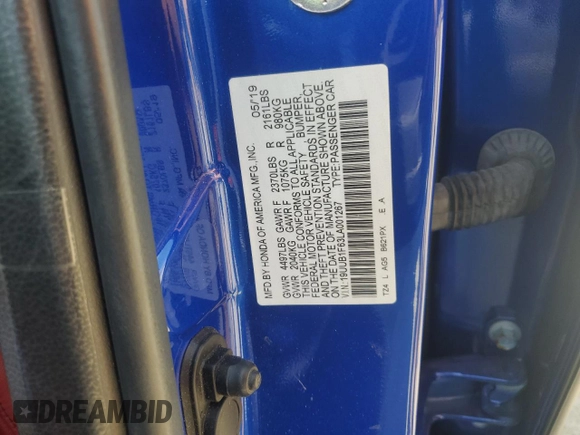 MFD.BY HONDA OF AMERICA MFG.,INC. 05/19
GVWR 4497LBS GAWR F 2370LBS R 2161LBS
GVWR 2040KG GAWR F 1075KG R 980KG
THIS VEHICLE CONFORMS TO ALL APPLICABLE
FEDERAL MOTOR VEHICLE SAFETY BUMPER,
AND THEFT PREVENTION STANDARDS IN EFFECT
ON THE DATE OF MANUFACTURE SHOWN ABOVE.
V.I.N.:19UUB1F63LA001267 TYPE:PASSENGER CAR
TZ4 L AG5 B621PX E A
DREAMBID